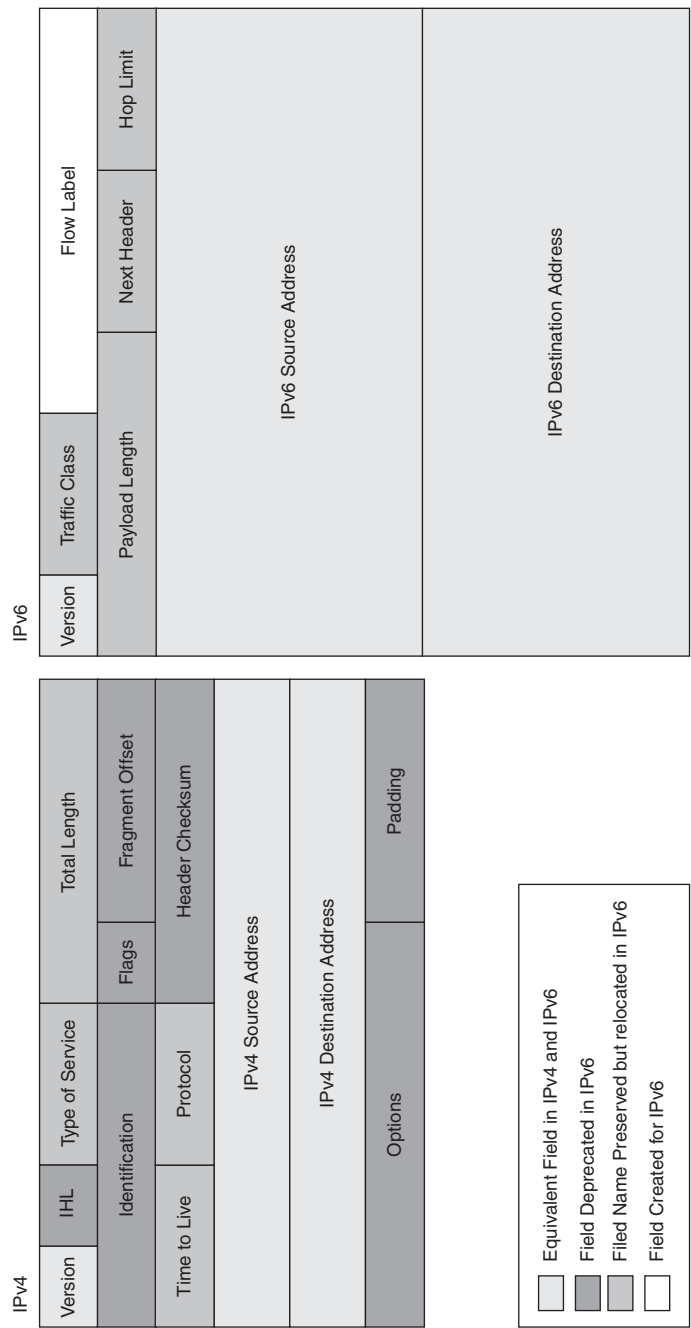 IPv4
Version IHL Type of Service Total Length
Identification Flags Fragment Offset
Time to Live Protocol Header Checksum
IPv4 Source Address
IPv4 Destination Address
Options Padding
IPv6
Version Traffic Class Flow Label
Payload Length Next Header Hop Limit
IPv6 Source Address
IPv6 Destination Address
Equivalent Field in IPv4 and IPv6
Field Deprecated in IPv6
Filed Name Preserved but relocated in IPv6
Field Created for IPv6